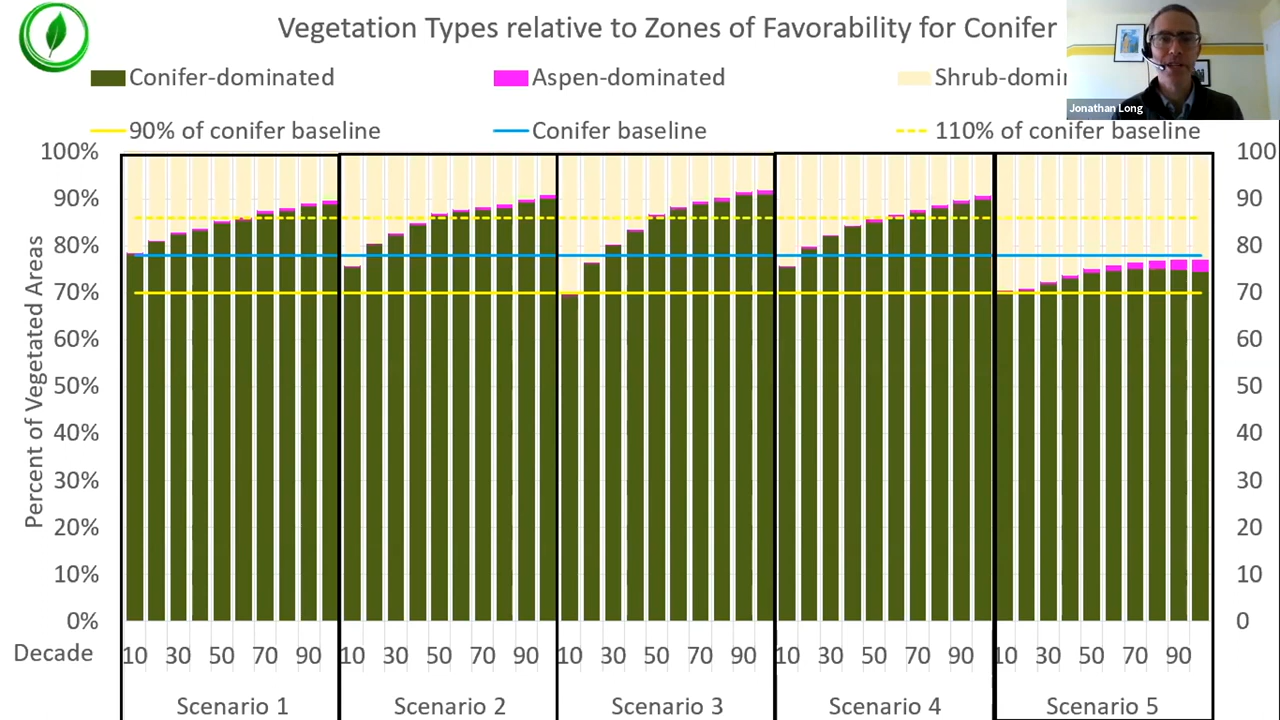 Vegetation Types relative to Zones of Favorability for Conifer
Conifer-dominated Aspen-dominated
Jonathan Long
90% of conifer baseline Conifer baseline 110% of conifer baseline
100% 100
90% 90
80% 80
70% 70
60% 60
50% 50
40% 40
30% 30
20% 20
10% 10
0% 0
Percent of Vegetated Areas
Decade 10 30 50 70 90 10 30 50 70 90 10 30 50 70 90 10 30 50 70 90 10 30 50 70 90
Scenario 1 Scenario 2 Scenario 3 Scenario 4 Scenario 5